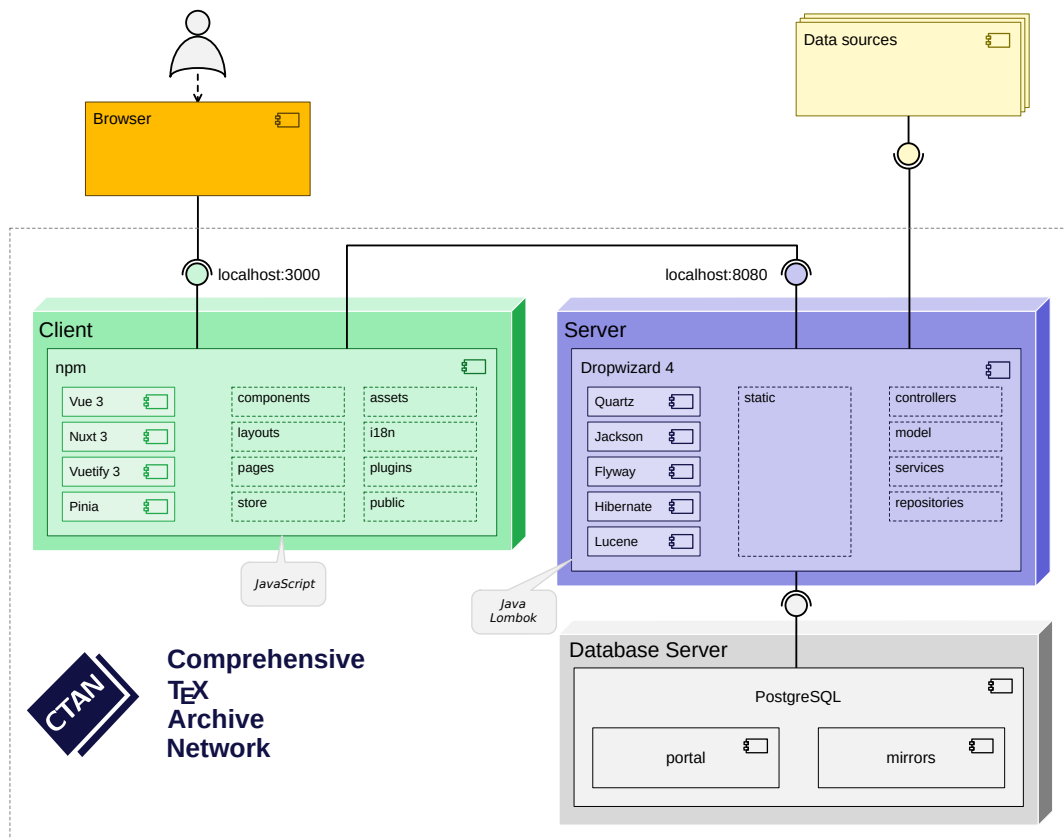 Data sources
Browser
localhost:3000
localhost:8080
Client
npm
Vue 3
Nuxt 3
Vuetify 3
Pinia
components
layouts
pages
store
assets
i18n
plugins
public
JavaScript
Server
Dropwizard 4
Quartz
Jackson
Flyway
Hibernate
Lucene
static
controllers
model
services
repositories
Java
Lombok
Database Server
PostgreSQL
portal
mirrors
CTAN
Comprehensive
TEX
Archive
Network